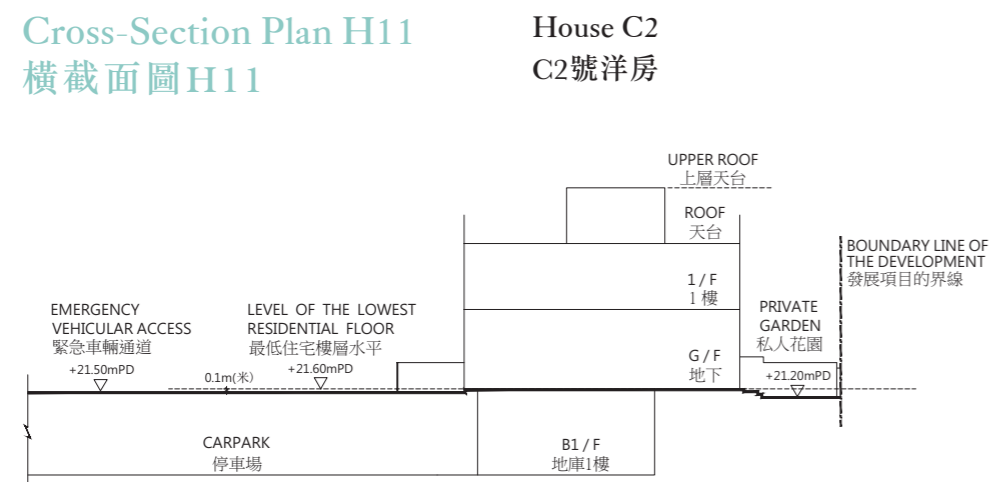 Cross-Section Plan H11
橫截面圖H11
House C2
C2號洋房
UPPER ROOF
上層天台
ROOF
天台
BOUNDARY LINE OF
THE DEVELOPMENT
發展項目的界線
1 / F
1 樓
EMERGENCY
VEHICULAR ACCESS
緊急車輛通道
+21.50mPD
0.1m(米)
LEVEL OF THE LOWEST
RESIDENTIAL FLOOR
最低住宅樓層水平
+21.60mPD
G / F
地下
PRIVATE
GARDEN
私人花園
+21.20mPD
CARPARK
停車場
B1 / F
地庫1樓